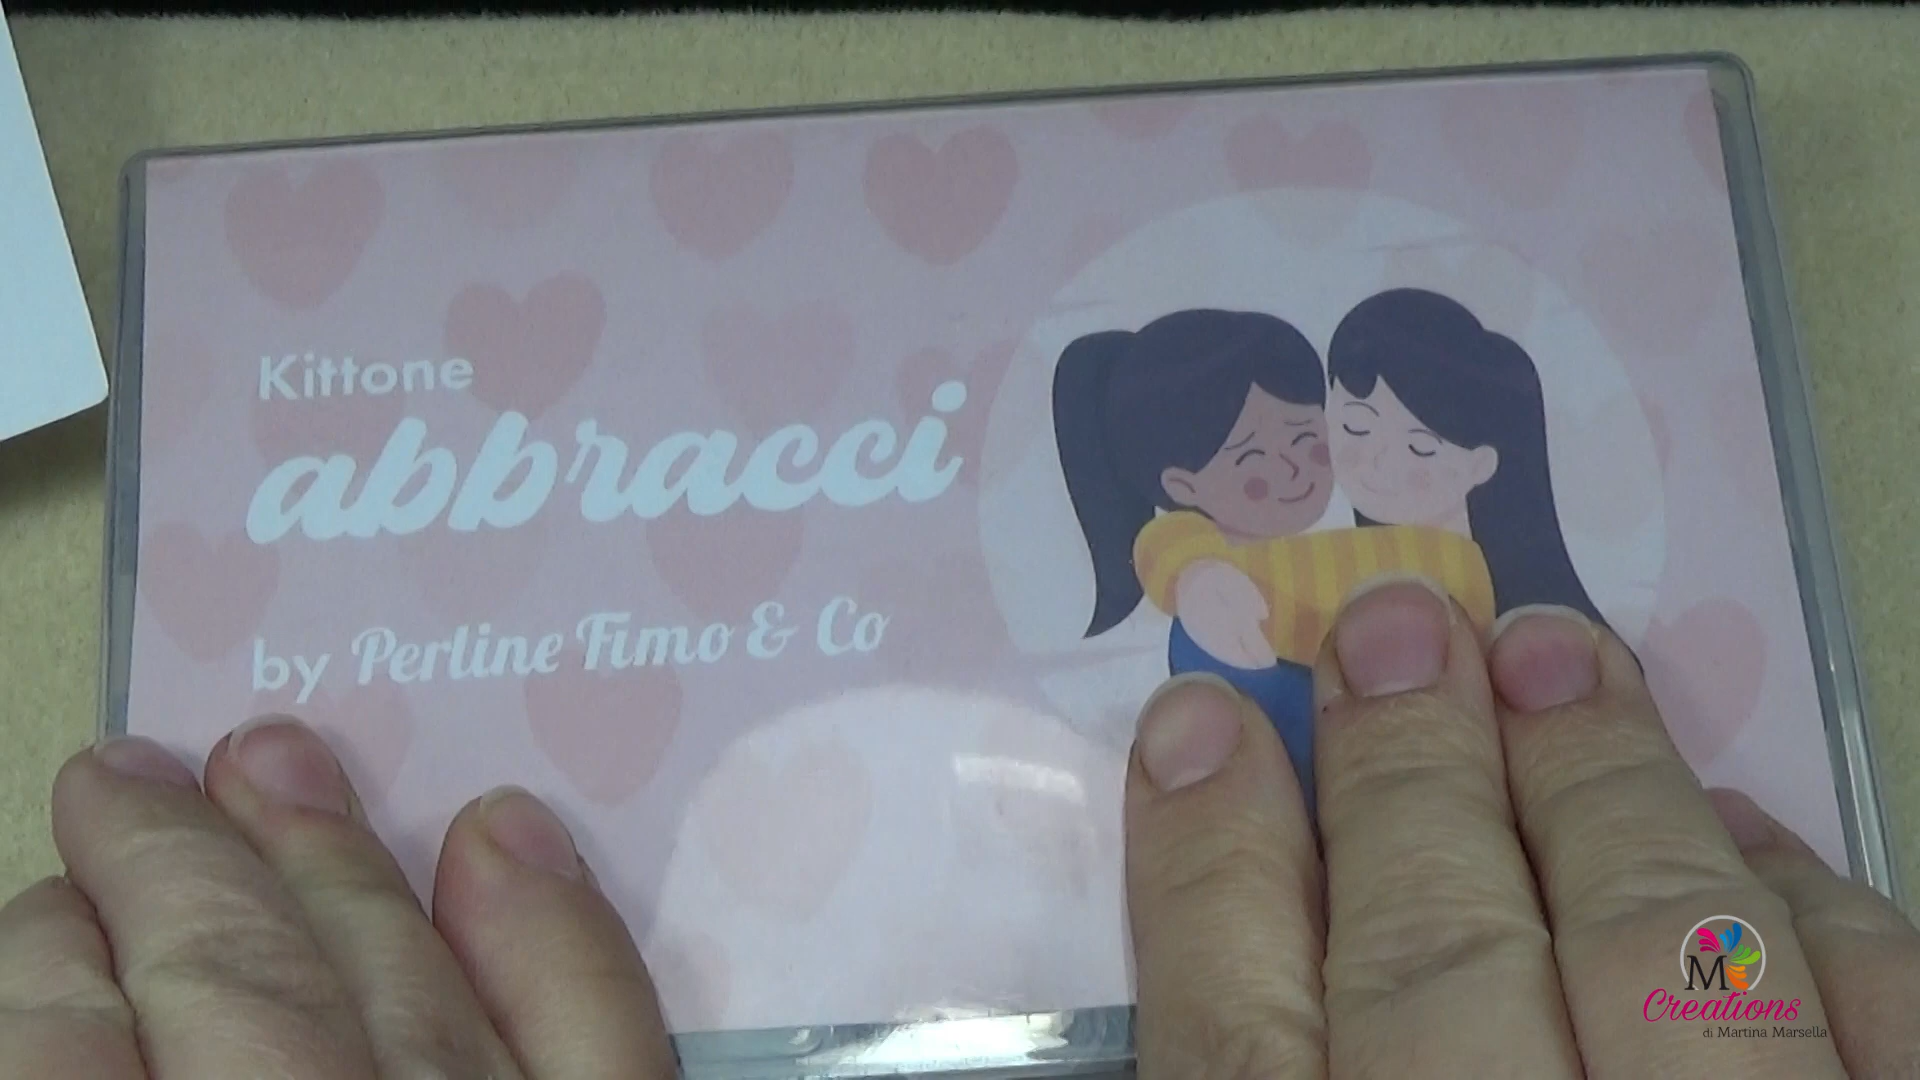 Kittone
abbracci
by Perline Fimo & Co
M
Creations
di Martina Marsella